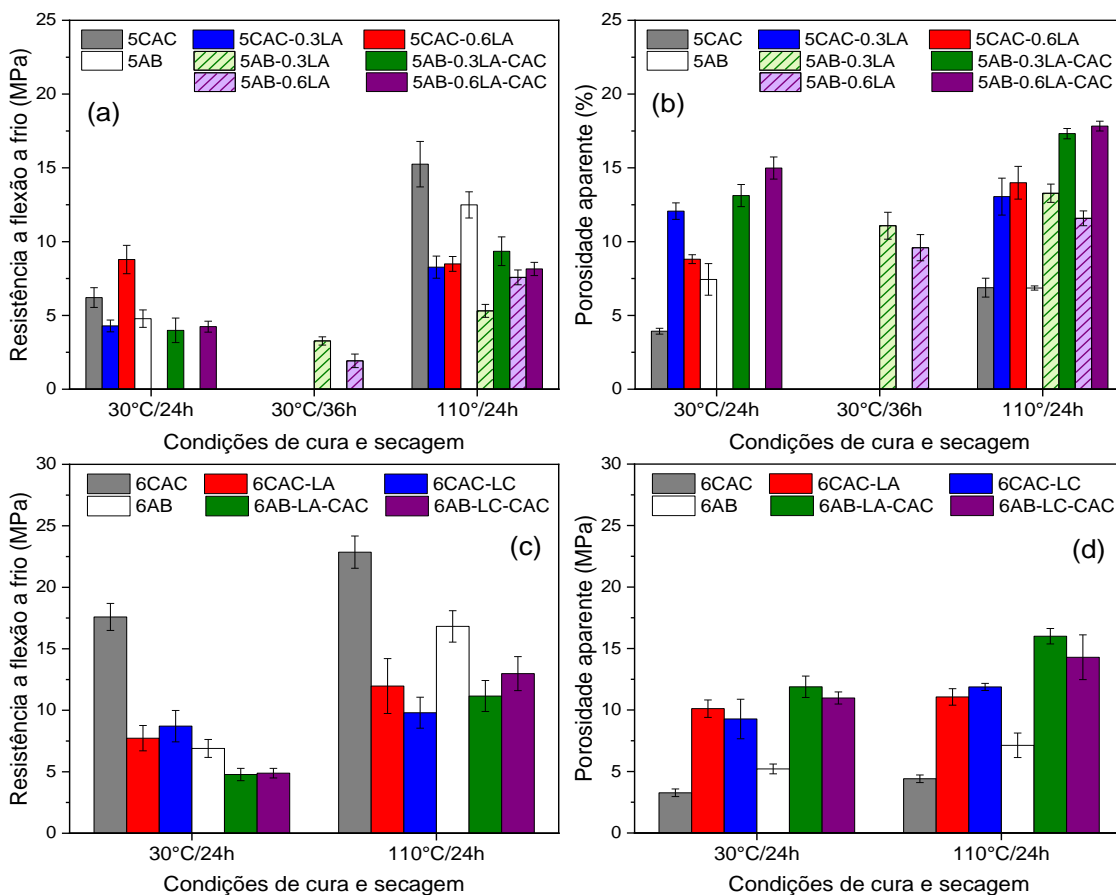 Resistência a flexão a frio (MPa)
25
20
15
10
5
0
5CAC 5CAC-0.3LA 5CAC-0.6LA
5AB 5AB-0.3LA 5AB-0.3LA-CAC
5AB-0.6LA 5AB-0.6LA-CAC
(a)
30°C/24h 30°C/36h 110°/24h
Condições de cura e secagem
Porosidade aparente (%)
25
20
15
10
5
0
5CAC 5CAC-0.3LA 5CAC-0.6LA
5AB 5AB-0.3LA 5AB-0.3LA-CAC
5AB-0.6LA 5AB-0.6LA-CAC
(b)
30°C/24h 30°C/36h 110°/24h
Condições de cura e secagem
Resistência a flexão a frio (MPa)
30
25
20
15
10
5
0
6CAC 6CAC-LA 6CAC-LC
6AB 6AB-LA-CAC 6AB-LC-CAC
(c)
30°C/24h 110°C/24h
Condições de cura e secagem
Porosidade aparente (MPa)
30
25
20
15
10
5
0
6CAC 6CAC-LA 6CAC-LC
6AB 6AB-LA-CAC 6AB-LC-CAC
(d)
30°C/24h 110°C/24h
Condições de cura e secagem